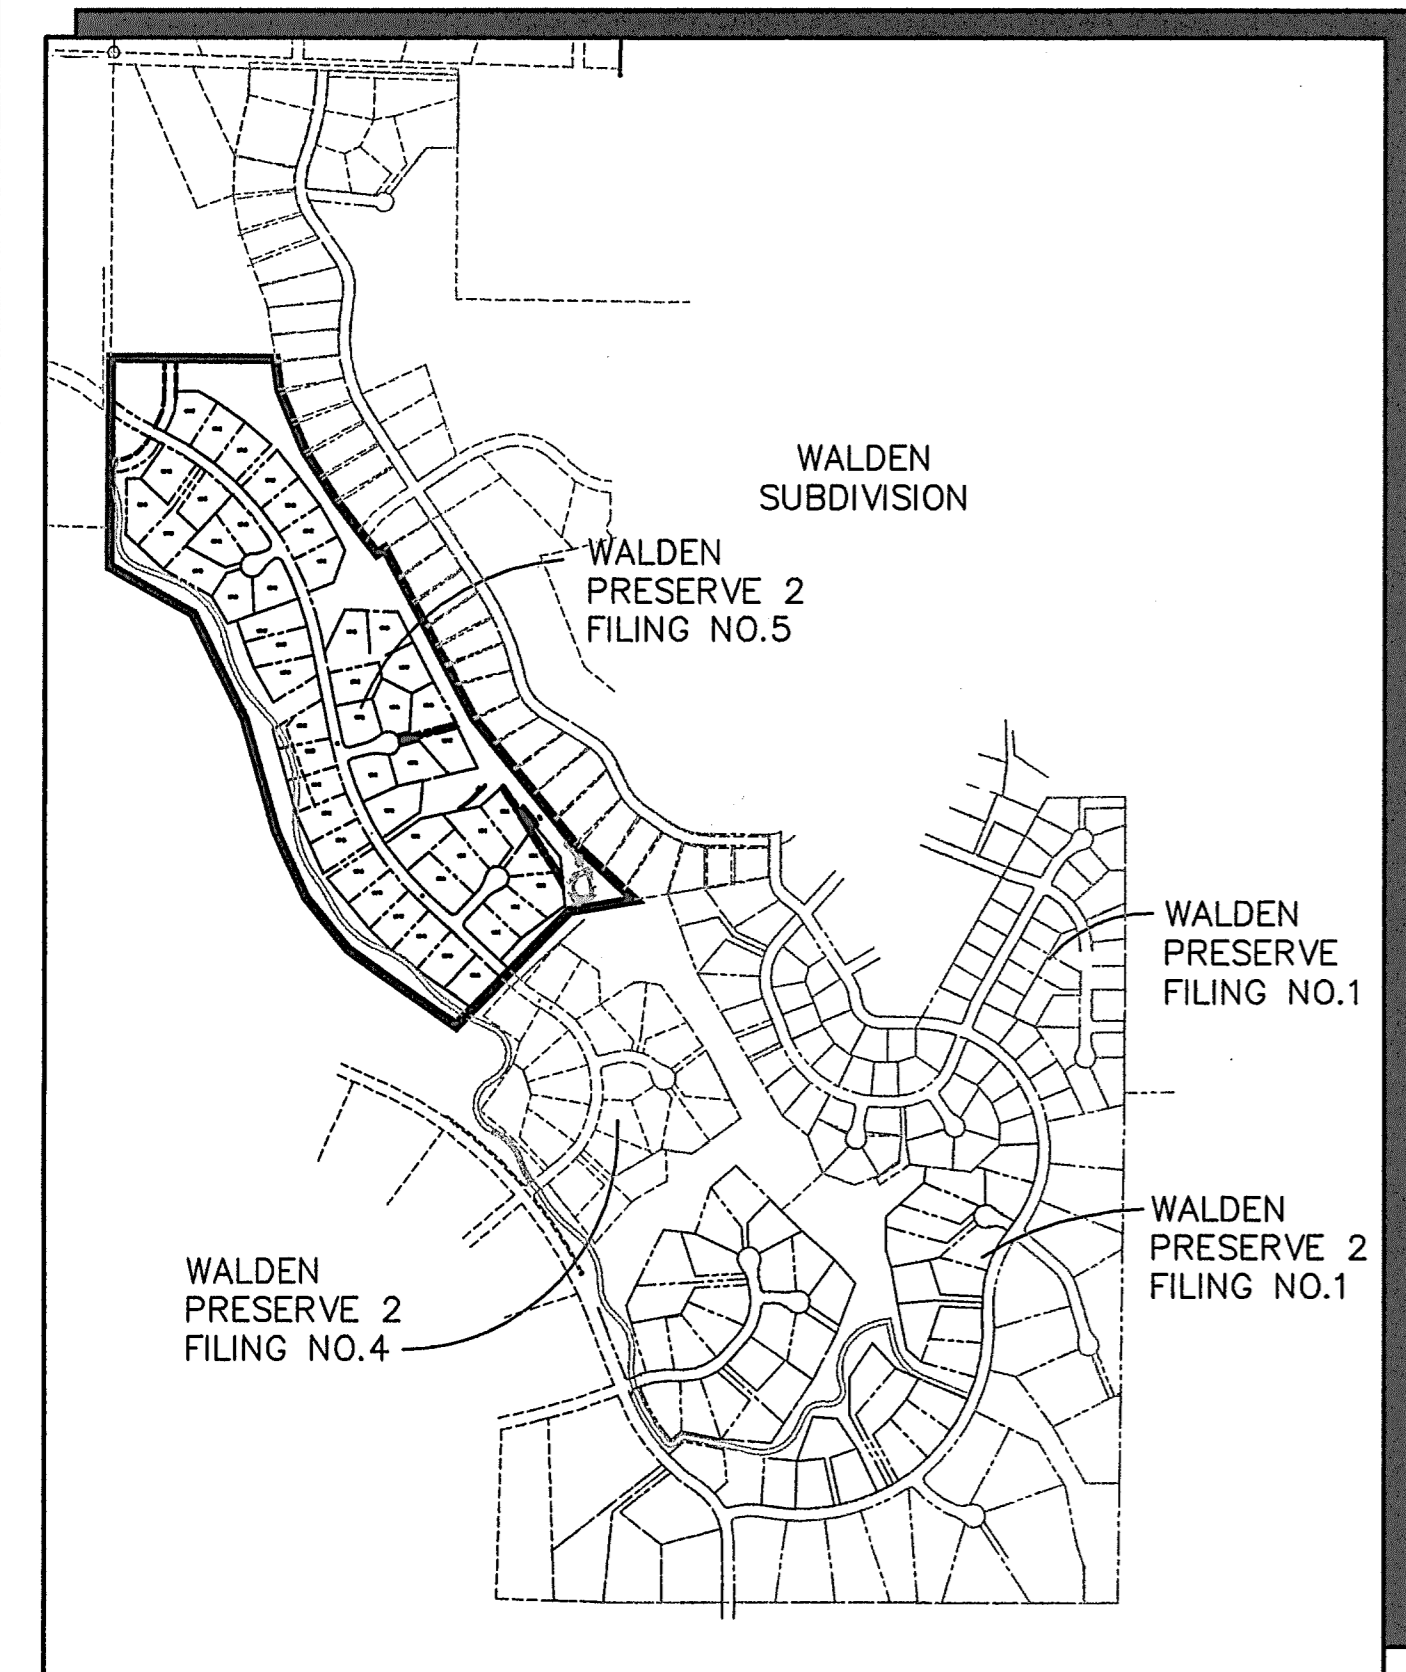 WALDEN
SUBDIVISION
WALDEN
PRESERVE 2
FILING NO.5
WALDEN
PRESERVE
FILING NO.1
WALDEN
PRESERVE 2
FILING NO.1
WALDEN
PRESERVE 2
FILING NO.4